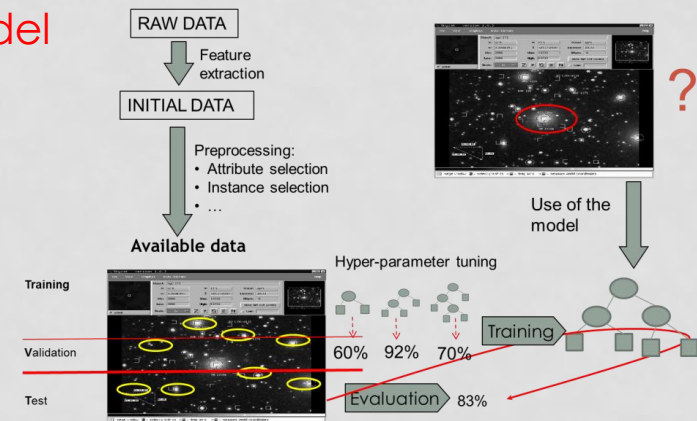 del
RAW DATA
Feature
extraction
INITIAL DATA
Preprocessing:
• Attribute selection
• Instance selection
• …
Available data
Training
Validation
Test
Hyper-parameter tuning
60% 92% 70%
Training
Evaluation 83%
?
Use of the
model